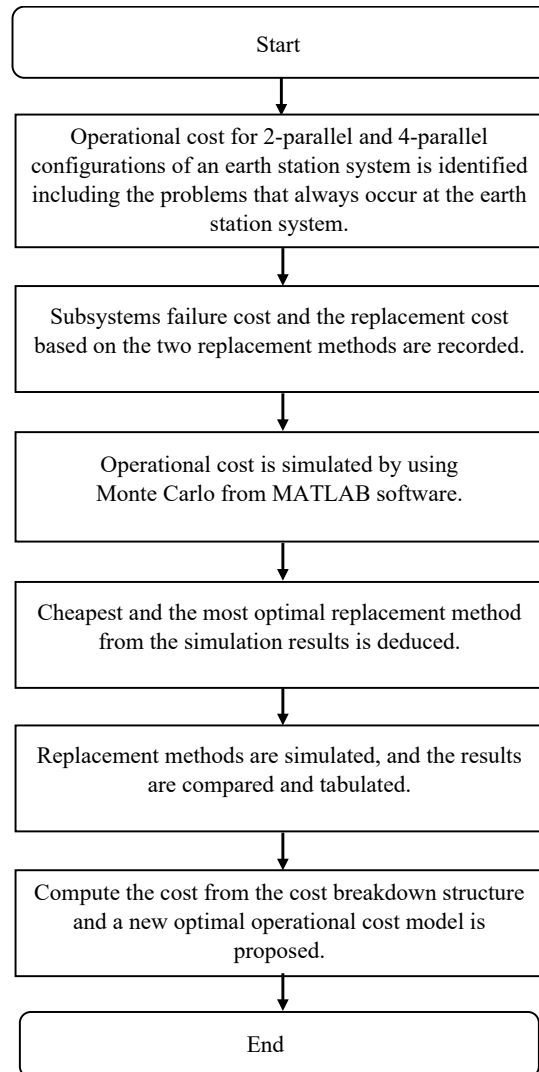 Start
Operational cost for 2-parallel and 4-parallel
configurations of an earth station system is identified
including the problems that always occur at the earth
station system.
Subsystems failure cost and the replacement cost
based on the two replacement methods are recorded.
Operational cost is simulated by using
Monte Carlo from MATLAB software.
Cheapest and the most optimal replacement method
from the simulation results is deduced.
Replacement methods are simulated, and the results
are compared and tabulated.
Compute the cost from the cost breakdown structure
and a new optimal operational cost model is
proposed.
End